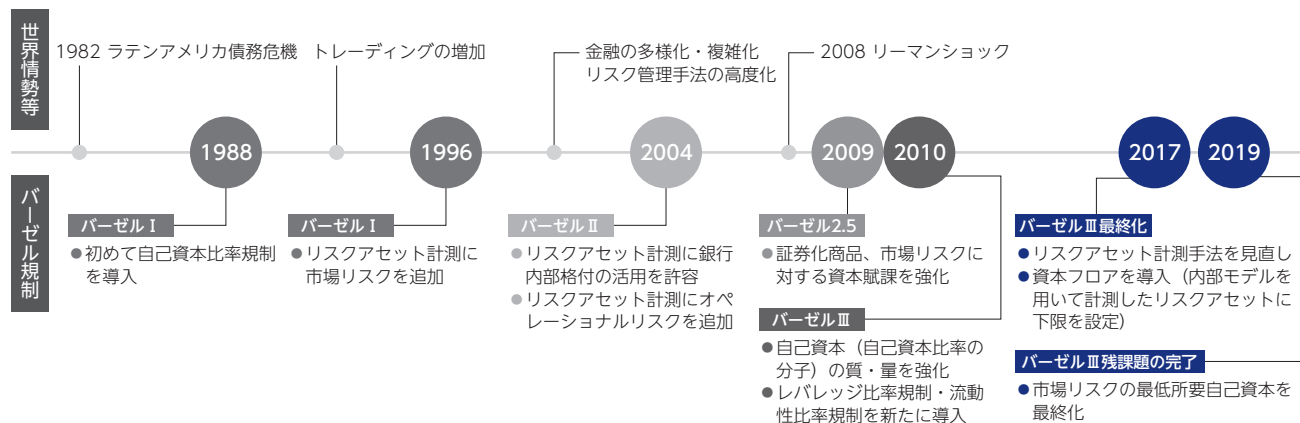 世界情勢等
1982 ラテンアメリカ債務危機
トレーディングの増加
金融の多様化・複雑化
リスク管理手法の高度化
2008 リーマンショック
1988
1996
2004
2009
2010
2017
2019
バーゼル規制
バーゼルⅠ
●初めて自己資本比率規制
を導入
バーゼルⅠ
●リスクアセット計測に
市場リスクを追加
バーゼルⅡ
●リスクアセット計測に銀行
内部格付の活用を許容
●リスクアセット計測にオペ
レーショナルリスクを追加
バーゼル2.5
●証券化商品、市場リスクに
対する資本賦課を強化
バーゼルⅢ
●自己資本（自己資本比率の
分子）の質・量を強化
●レバレッジ比率規制・流動
性比率規制を新たに導入
バーゼルⅢ最終化
●リスクアセット計測手法を見直し
●資本フロアを導入（内部モデルを
用いて計測したリスクアセットに
下限を設定）
バーゼルⅢ残課題の完了
●市場リスクの最低所要自己資本を
最終化